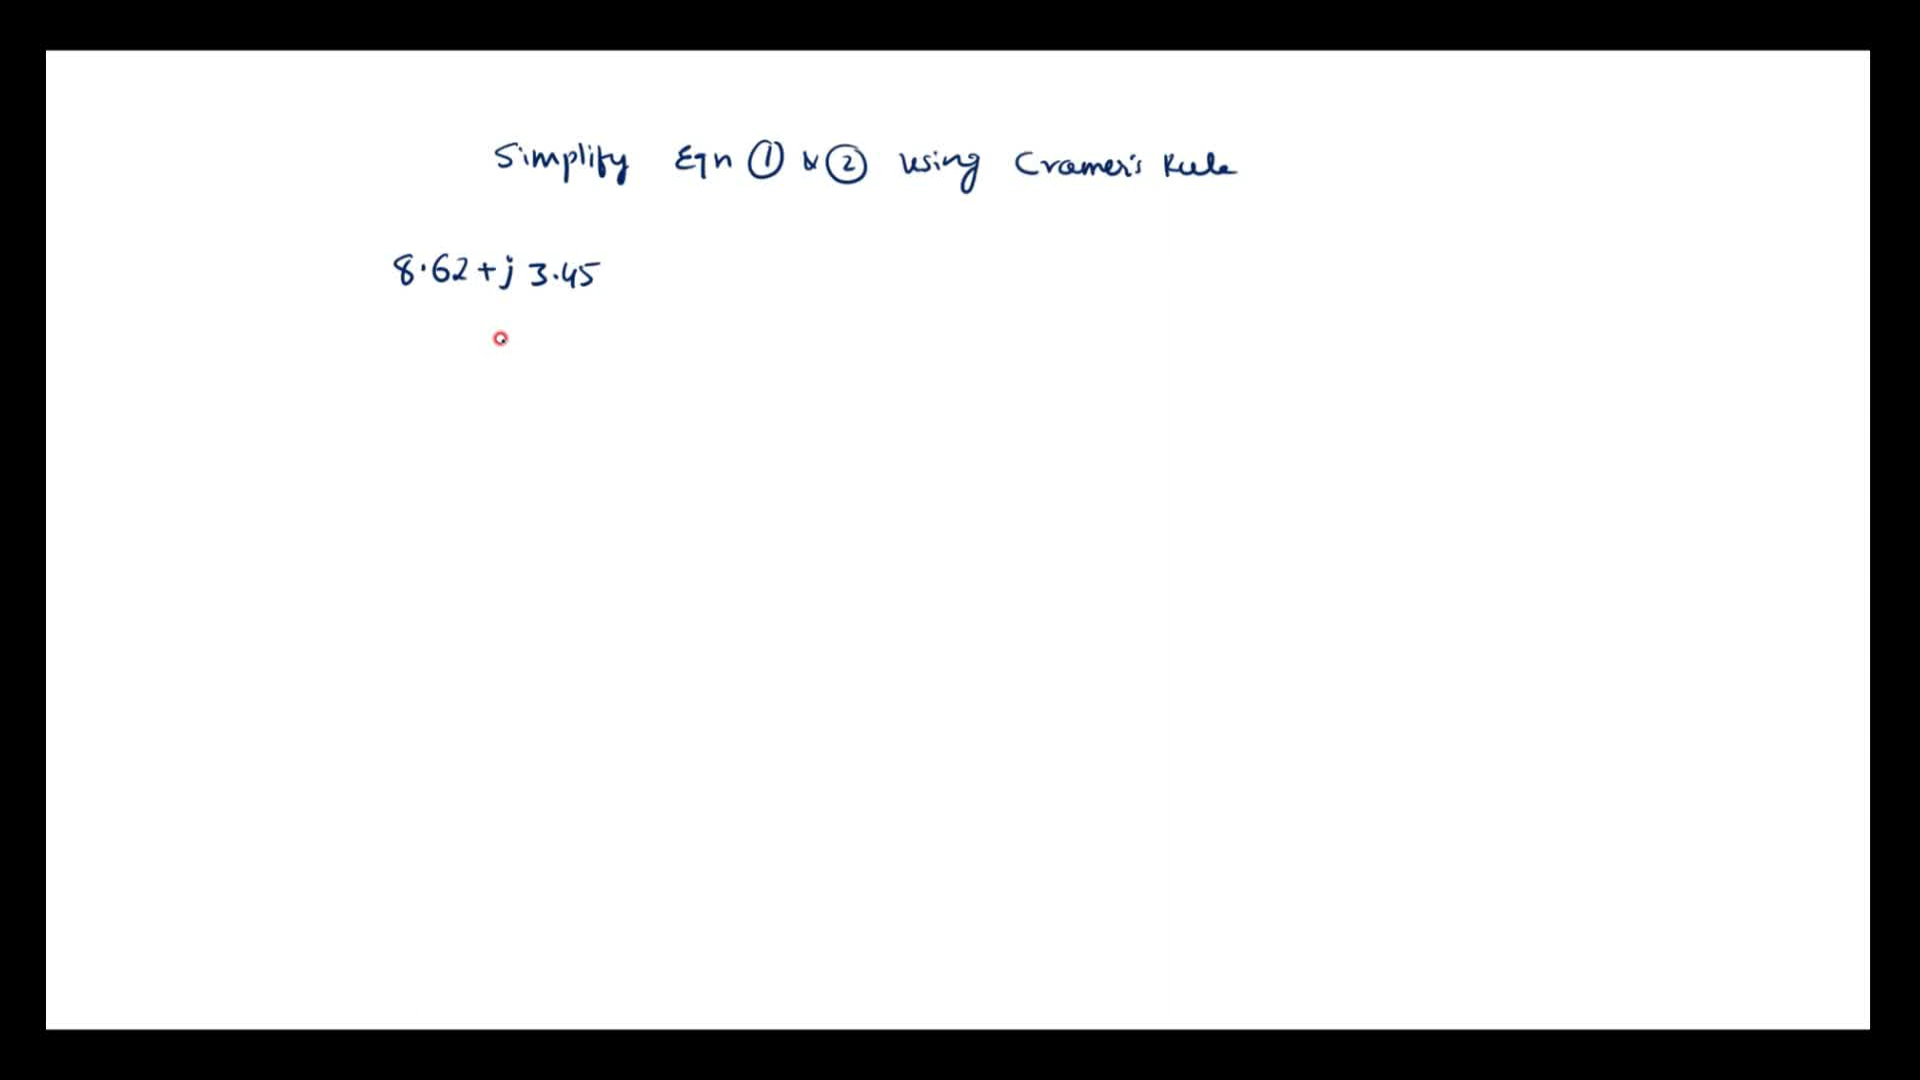 Simplify Eqn ① & ② using Cramer's Rule
8.62 + j 3.45